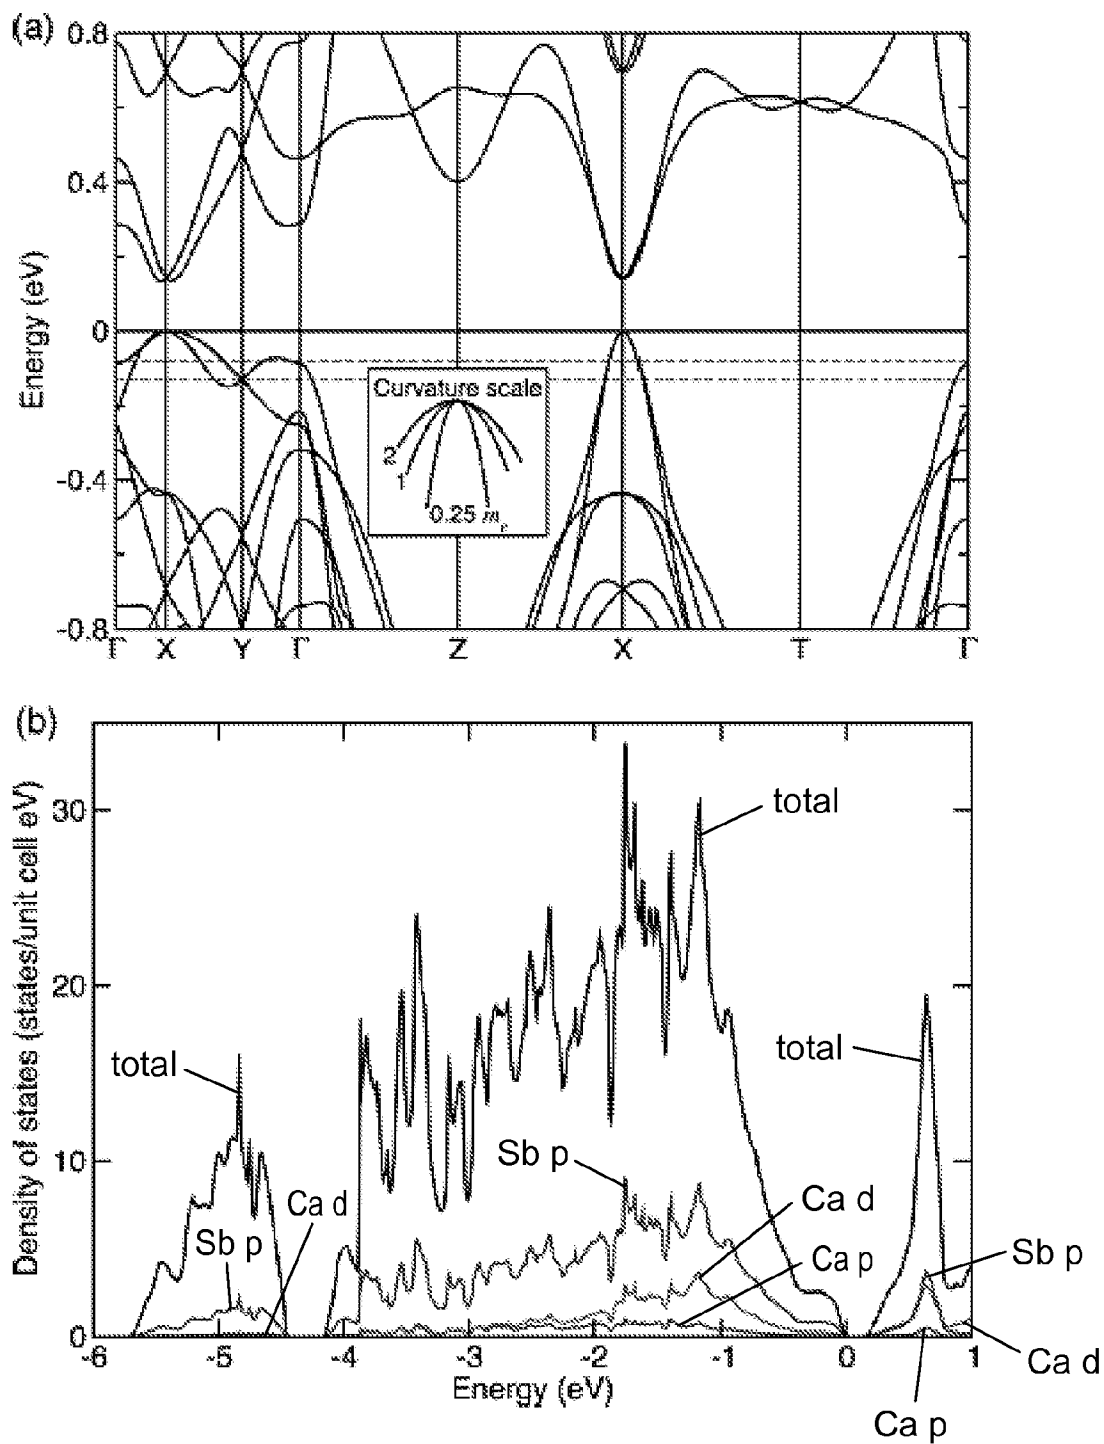 (a)
0.8
0.4
0
-0.4
-0.8
Energy (eV)
Curvature scale
2
1
0.25 mₑ
Γ X Y Γ Z X T Γ
(b)
Density of states (states/unit cell eV)
30
20
10
0
total
total
total
Sb p
Ca d
Ca d
Sb p
Ca p
Sb p
Ca d
Ca p
-6 -5 -4 -3 -2 -1 0 1
Energy (eV)